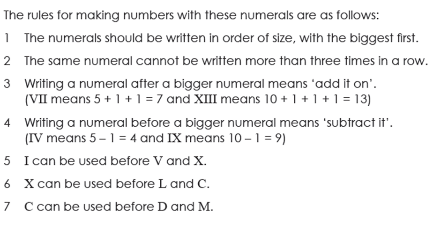 The rules for making numbers with these numerals are as follows:
1 The numerals should be written in order of size, with the biggest first.
2 The same numeral cannot be written more than three times in a row.
3 Writing a numeral after a bigger numeral means ‘add it on’.
(VII means 5 + 1 + 1 = 7 and XIII means 10 + 1 + 1 + 1 = 13)
4 Writing a numeral before a bigger numeral means ‘subtract it’.
(IV means 5 – 1 = 4 and IX means 10 – 1 = 9)
5 I can be used before V and X.
6 X can be used before L and C.
7 C can be used before D and M.